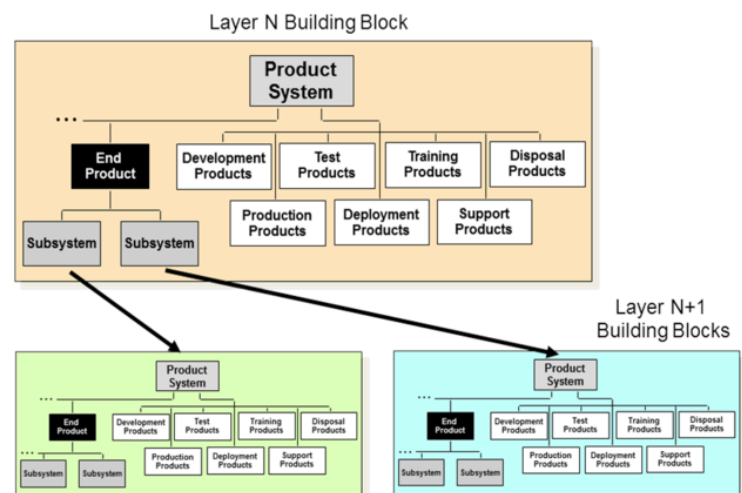 Layer N Building Block
Product
System
...
End
Product
Development
Products
Test
Products
Training
Products
Disposal
Products
Production
Products
Deployment
Products
Support
Products
Subsystem
Subsystem
Layer N+1
Building Blocks
Product
System
...
End
Product
Development
Products
Test
Products
Training
Products
Disposal
Products
...
Production
Products
Deployment
Products
Support
Products
Subsystem
Subsystem
Product
System
...
End
Product
Development
Products
Test
Products
Training
Products
Disposal
Products
...
Production
Products
Deployment
Products
Support
Products
Subsystem
Subsystem